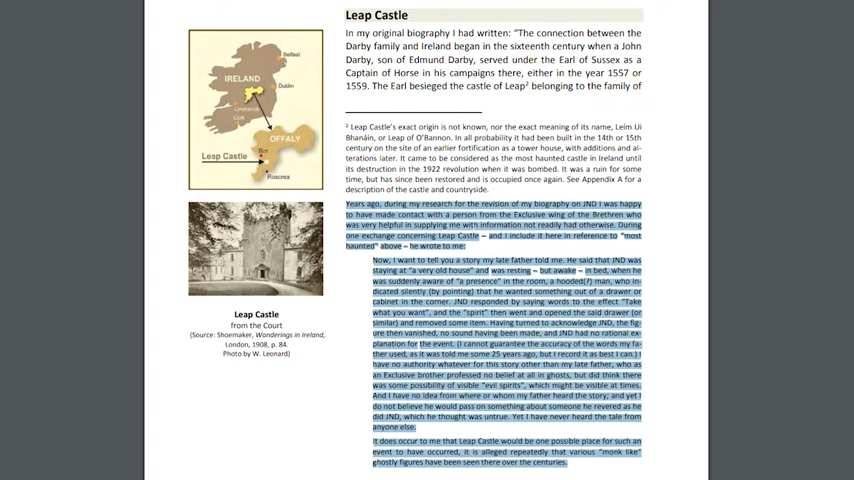 Leap Castle
In my original biography I had written: "The connection between the
Darby family and Ireland began in the sixteenth century when a John
Darby, son of Edmund Darby, served under the Earl of Sussex as a
Captain of Horse in his campaigns there, either in the year 1557 or
1559. The Earl besieged the castle of Leap2 belonging to the family of
Belfast
IRELAND
Dublin
Limerick
Cork
OFFALY
Birr
Leap Castle
Roscrea
Leap Castle
from the Court
(Source: Shoemaker, Wanderings in Ireland,
London, 1908, p. 84.
Photo by W. Leonard)
2 Leap Castle's exact origin is not known, nor the exact meaning of its name, Leim Ui
Bhanáin, or Leap of O'Bannon. In all probability it had been built in the 14th or 15th
century on the site of an earlier fortification as a tower house, with additions and al-
terations later. It came to be considered as the most haunted castle in Ireland until
its destruction in the 1922 revolution when it was bombed. It was a ruin for some
time, but has since been restored and is occupied once again. See Appendix A for a
description of the castle and countryside.
Years ago, during my research for the revision of my biography on JND I was happy
to have made contact with a person from the Exclusive wing of the Brethren who
was very helpful in supplying me with information not readily had otherwise. During
one exchange concerning Leap Castle – and I include it here in reference to "most
haunted" above – he wrote to me:
Now, I want to tell you a story my late father told me. He said that JND was
staying at "a very old house" and was resting – but awake – in bed, when he
was suddenly aware of "a presence" in the room, a hooded(?) man, who in-
dicated silently (by pointing) that he wanted something out of a drawer or
cabinet in the corner. JND responded by saying words to the effect "Take
what you want", and the "spirit" then went and opened the said drawer (or
similar) and removed some item. Having turned to acknowledge JND, the fig-
ure then vanished, no sound having been made, and JND had no rational ex-
planation for the event. (I cannot guarantee the accuracy of the words my fa-
ther used, as it was told me some 25 years ago, but I record it as best I can.) I
have no authority whatever for this story other than my late father, who as
an Exclusive brother professed no belief at all in ghosts, but did think there
was some possibility of visible "evil spirits", which might be visible at times.
And I have no idea from where or whom my father heard the story; and yet I
do not believe he would pass on something about someone he revered as he
did JND, which he thought was untrue. Yet I have never heard the tale from
anyone else.
It does occur to me that Leap Castle would be one possible place for such an
event to have occurred, it is alleged repeatedly that various "monk like"
ghostly figures have been seen there over the centuries.